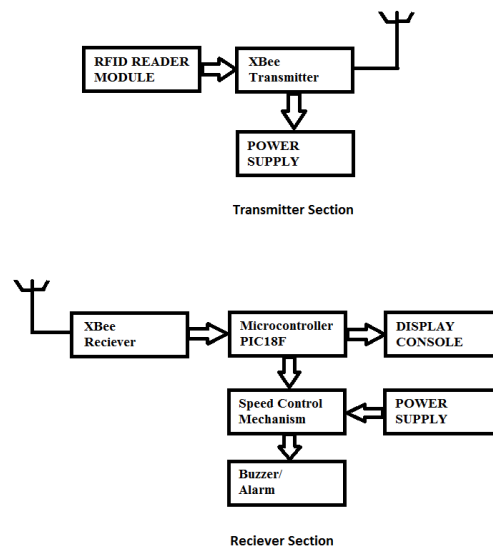 RFID READER
MODULE
XBee
Transmitter
POWER
SUPPLY
Transmitter Section
XBee
Reciever
Microcontroller
PIC18F
DISPLAY
CONSOLE
Speed Control
Mechanism
POWER
SUPPLY
Buzzer/
Alarm
Reciever Section